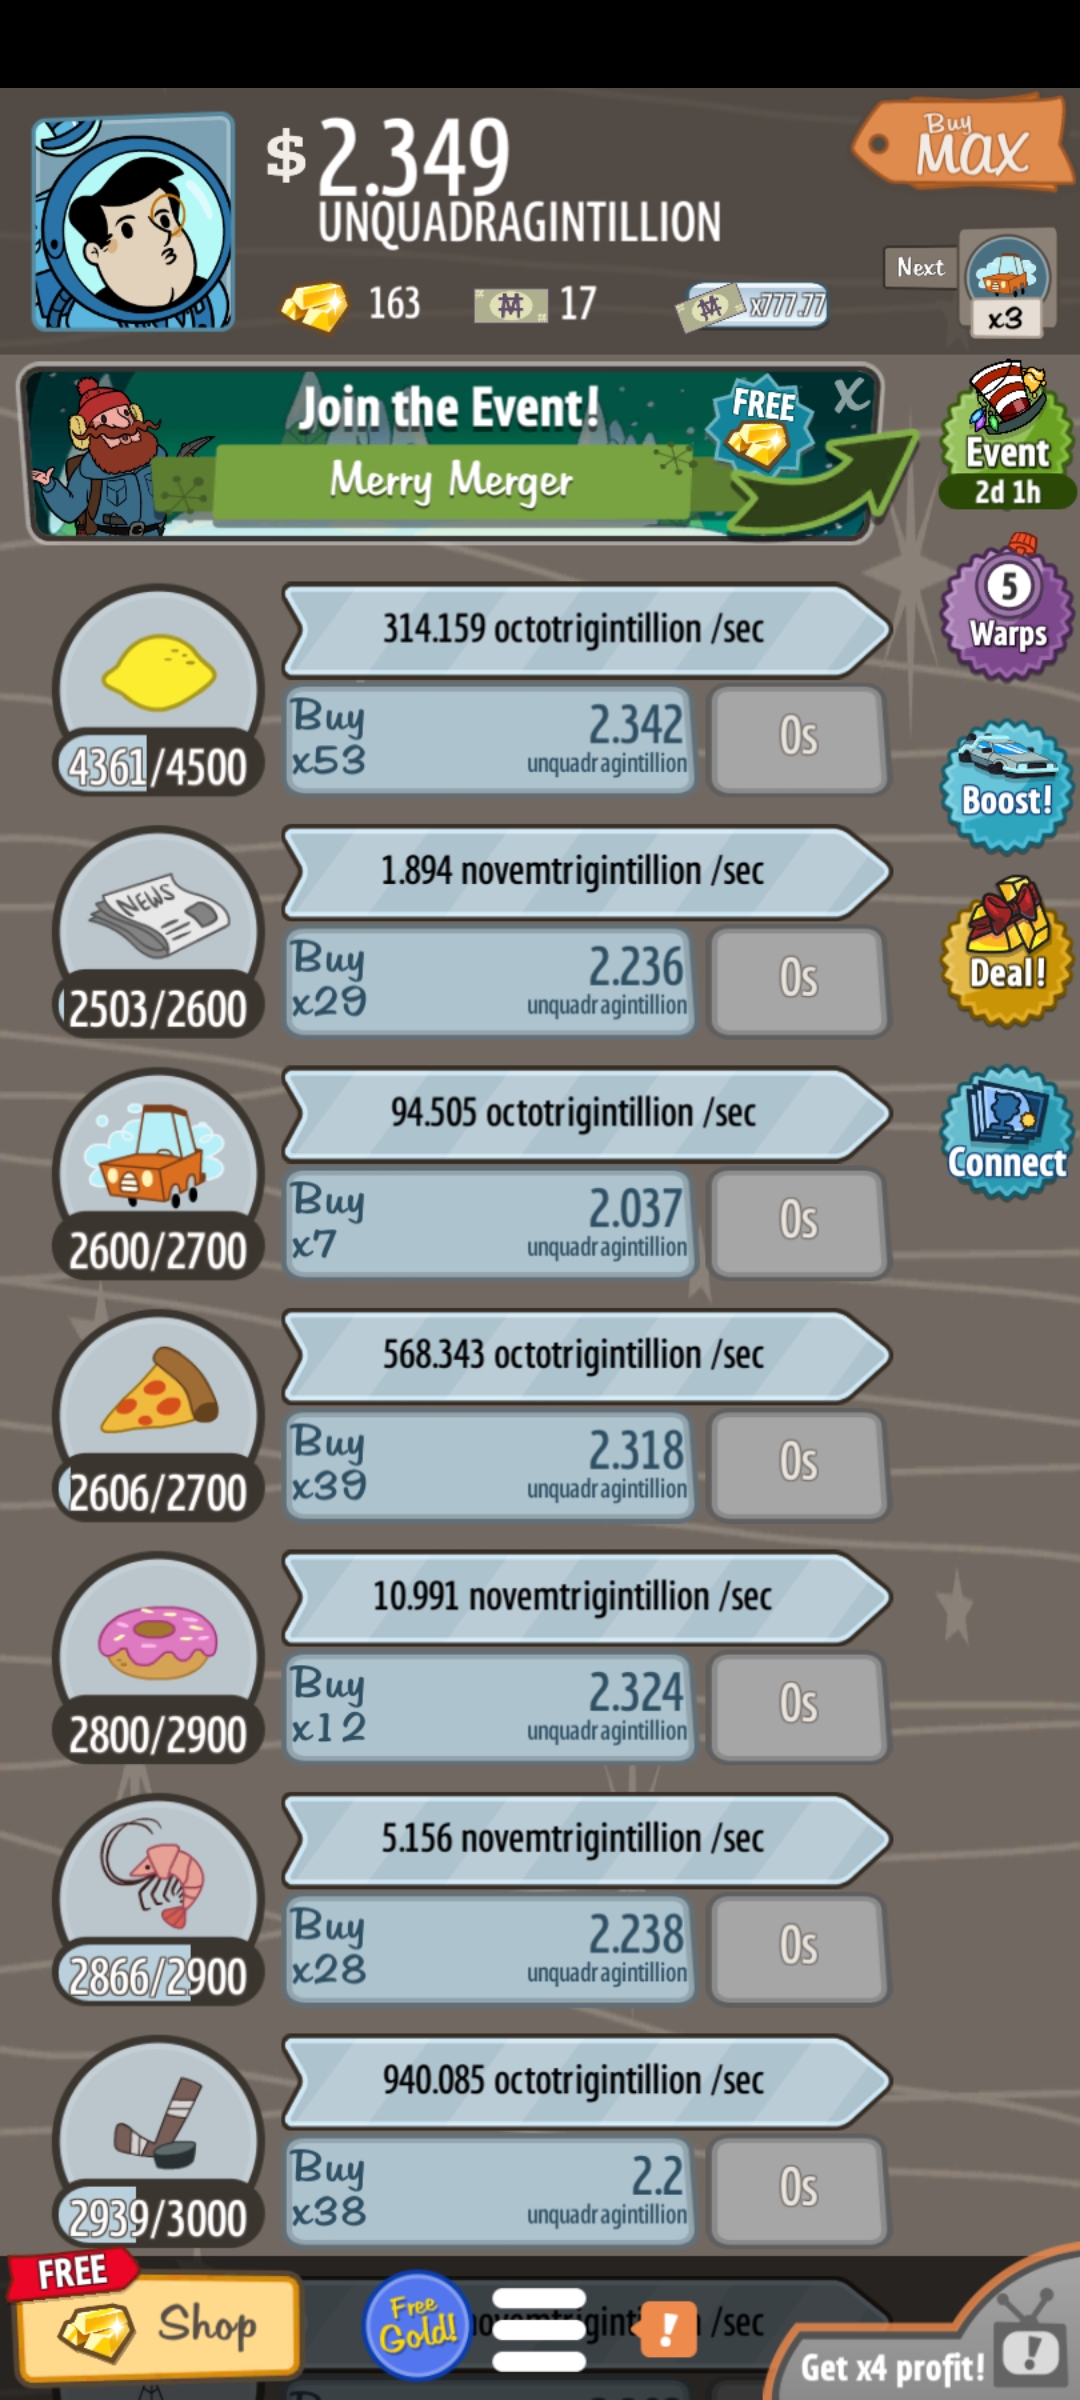 $ 2.349
UNQUADRAGINTILLION
Buy
MAX
163
17
x777.77
Next
x3
Join the Event!
FREE
X
Merry Merger
Event
2d 1h
5
Warps
Boost!
Deal!
Connect
314.159 octotrigintillion /sec
Buy
x53
2.342
unquadragintillion
0s
4361/4500
1.894 novemtrigintillion /sec
NEWS
Buy
x29
2.236
unquadragintillion
0s
2503/2600
94.505 octotrigintillion /sec
Buy
x7
2.037
unquadragintillion
0s
2600/2700
568.343 octotrigintillion /sec
Buy
x39
2.318
unquadragintillion
0s
2606/2700
10.991 novemtrigintillion /sec
Buy
x12
2.324
unquadragintillion
0s
2800/2900
5.156 novemtrigintillion /sec
Buy
x28
2.238
unquadragintillion
0s
2866/2900
940.085 octotrigintillion /sec
Buy
x38
2.2
unquadragintillion
0s
2939/3000
FREE
Shop
Free
Gold!
!
/sec
Get x4 profit!
!